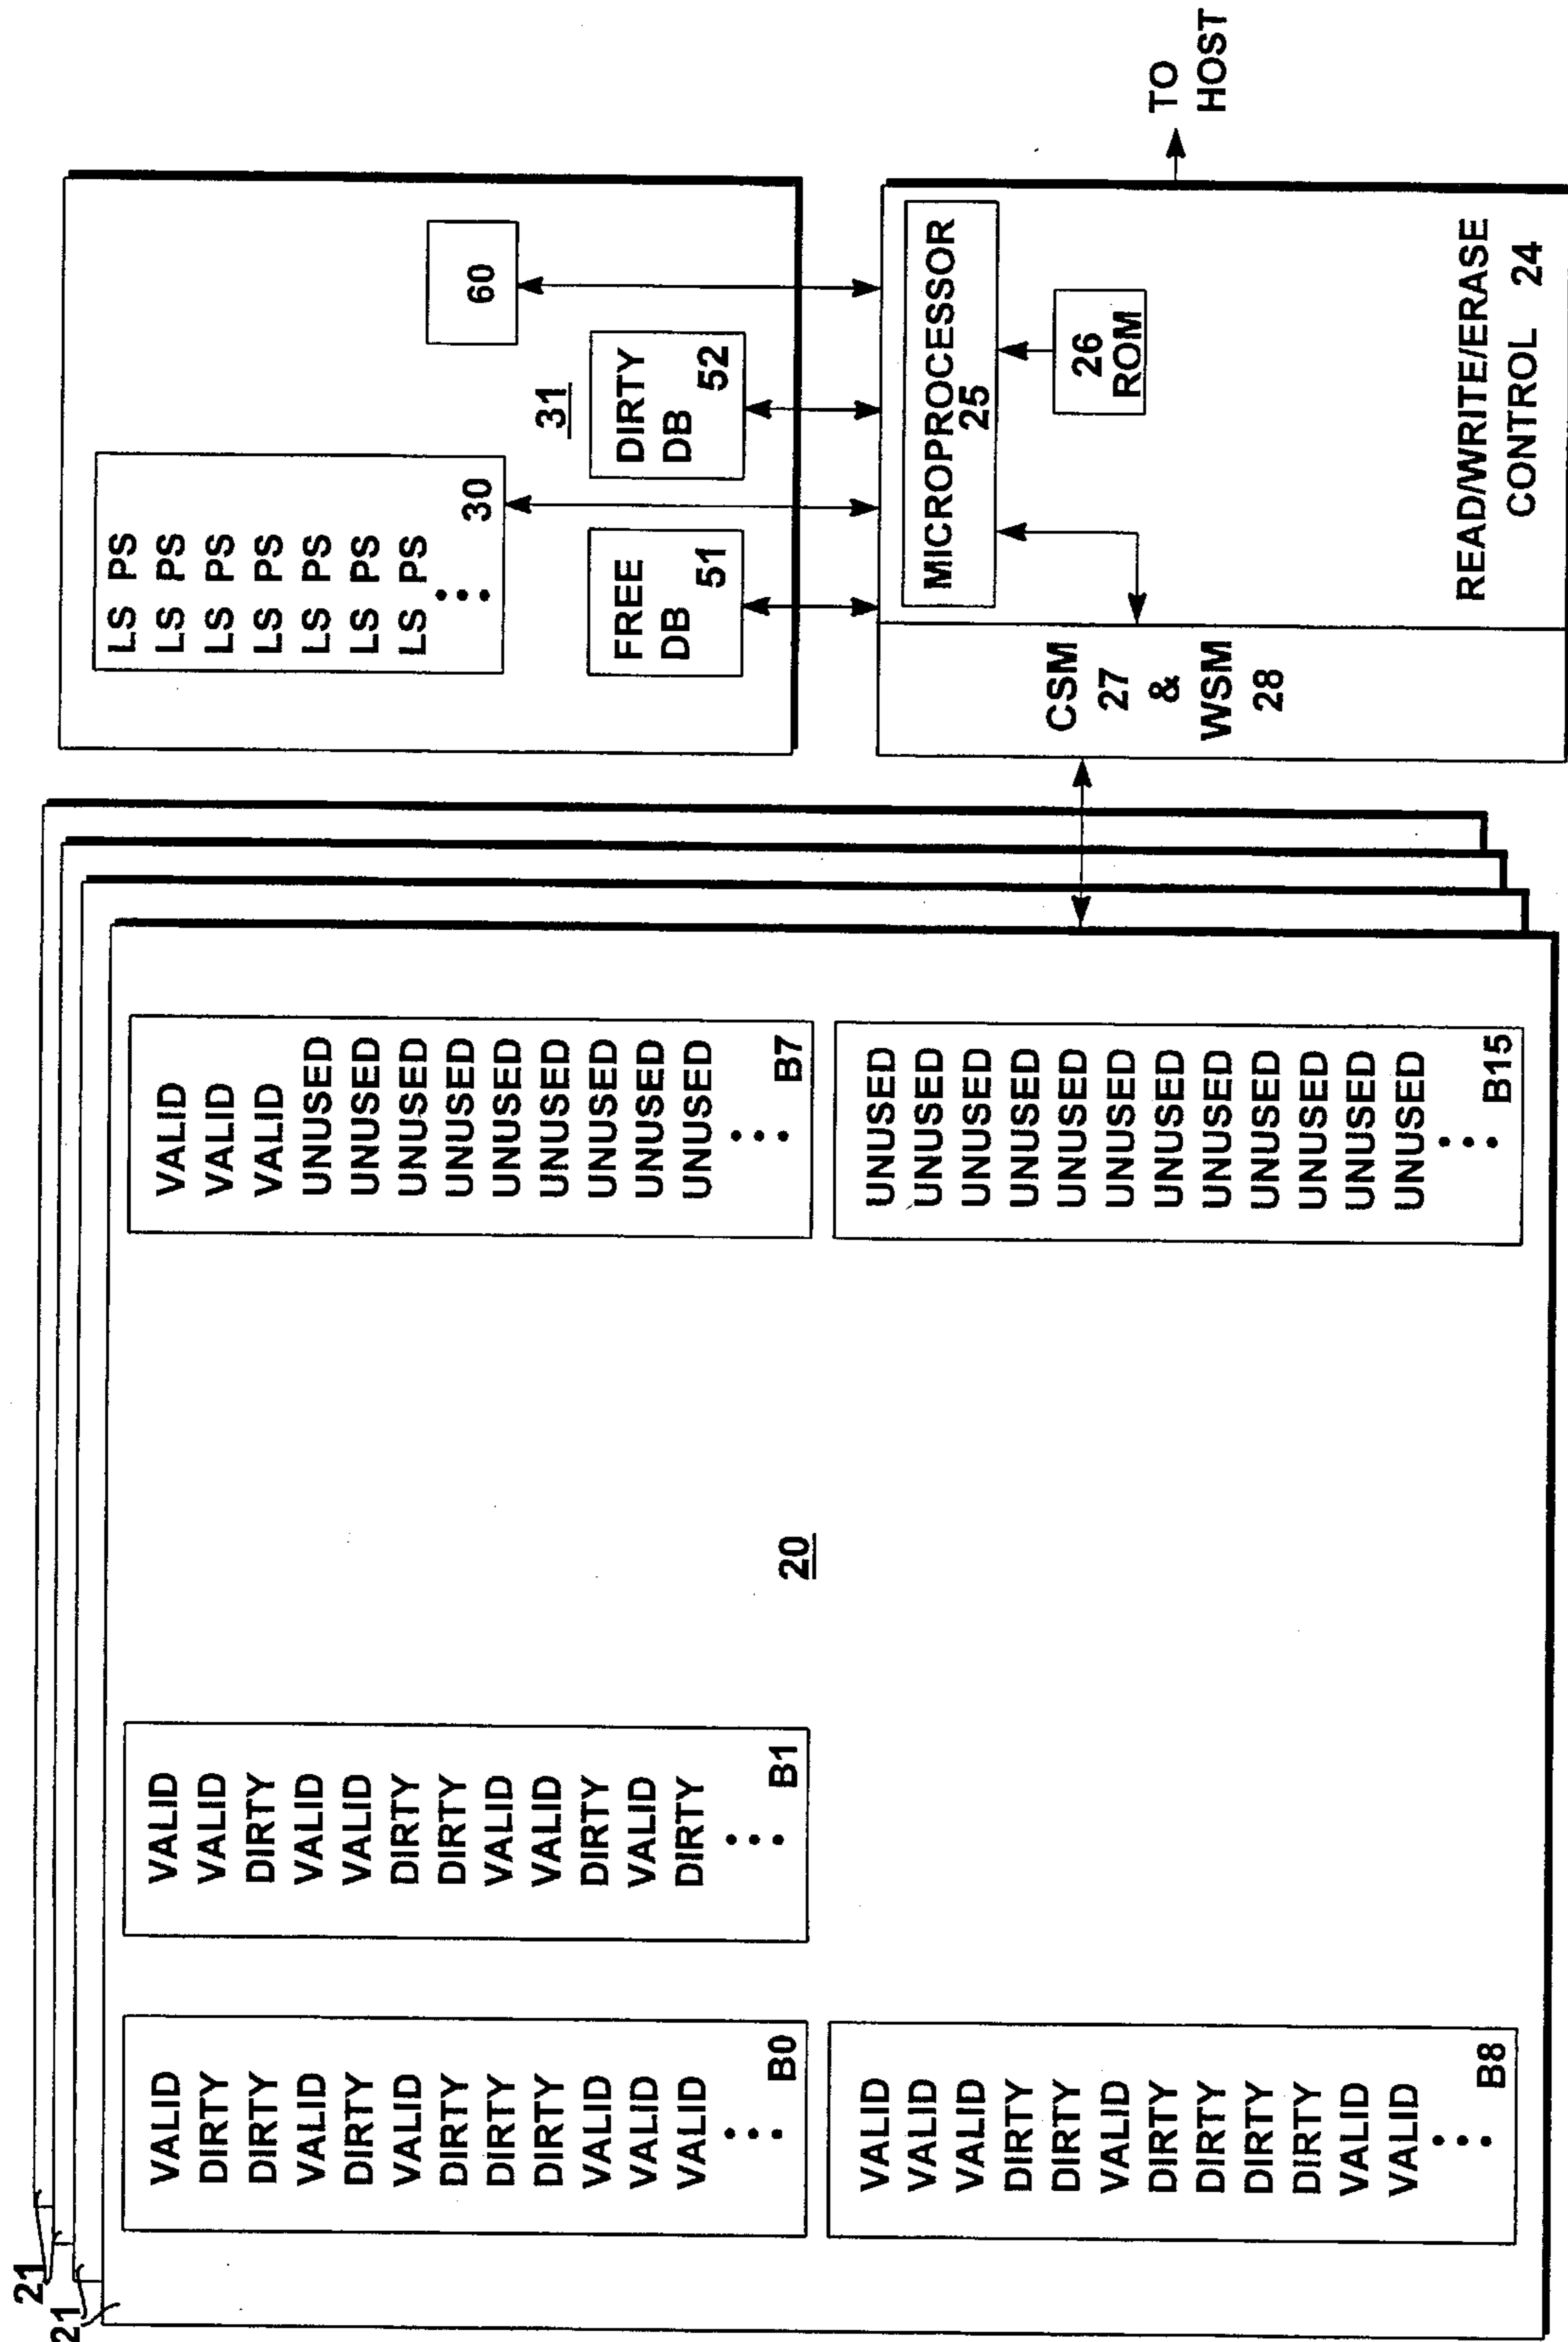 21
21
VALID
DIRTY
DIRTY
VALID
DIRTY
VALID
DIRTY
DIRTY
DIRTY
VALID
VALID
VALID
B0
VALID
VALID
DIRTY
VALID
VALID
DIRTY
DIRTY
VALID
VALID
DIRTY
VALID
DIRTY
B1
VALID
VALID
VALID
UNUSED
UNUSED
UNUSED
UNUSED
UNUSED
UNUSED
UNUSED
UNUSED
UNUSED
B7
20
VALID
VALID
VALID
DIRTY
DIRTY
VALID
DIRTY
DIRTY
DIRTY
DIRTY
VALID
VALID
B8
UNUSED
UNUSED
UNUSED
UNUSED
UNUSED
UNUSED
UNUSED
UNUSED
UNUSED
UNUSED
UNUSED
UNUSED
B15
LS PS
LS PS
LS PS
LS PS
LS PS
LS PS
LS PS
30
31
60
FREE
DB
51
DIRTY
DB
52
CSM
27
&
WSM
28
MICROPROCESSOR
25
26
ROM
READ/WRITE/ERASE
CONTROL 24
TO
HOST